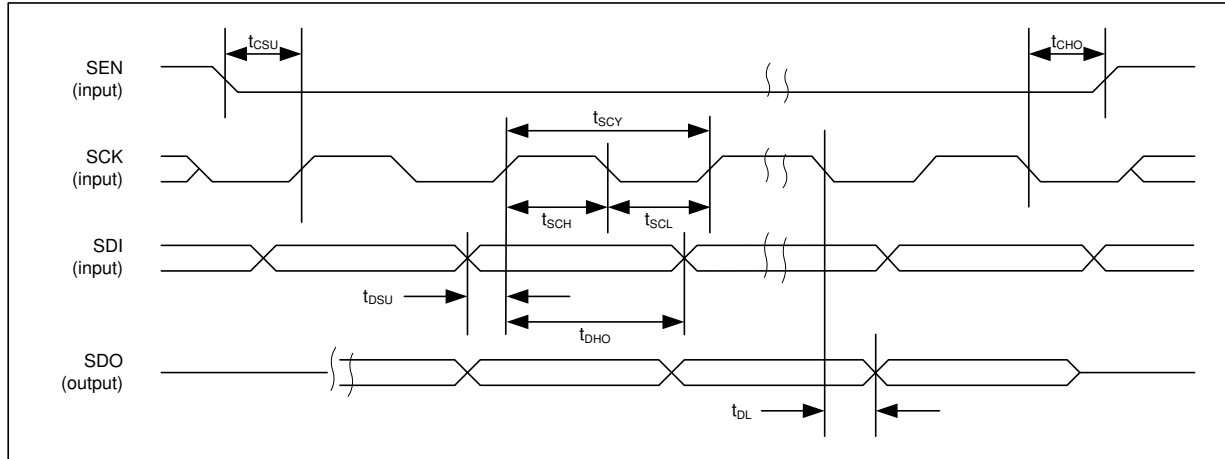 tCSU
tCHO
SEN
(input)
tSCY
SCK
(input)
tSCH
tSCL
SDI
(input)
tDSU
tDHO
SDO
(output)
tDL